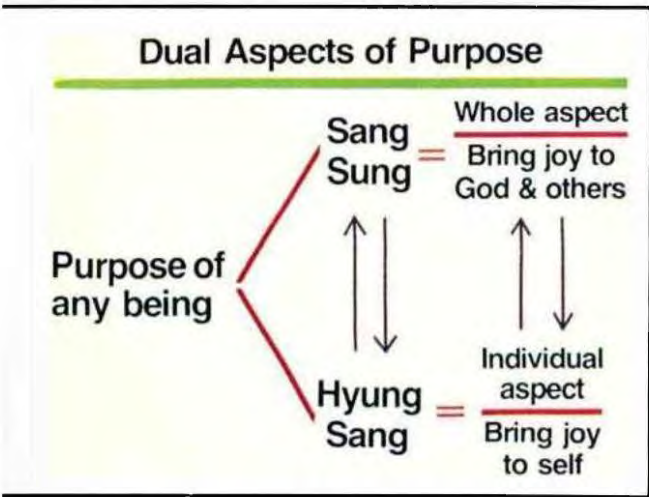 Dual Aspects of Purpose
Purpose of
any being
Sang
Sung
=
Whole aspect
Bring joy to
God & others
Hyung
Sang
=
Individual
aspect
Bring joy
to self